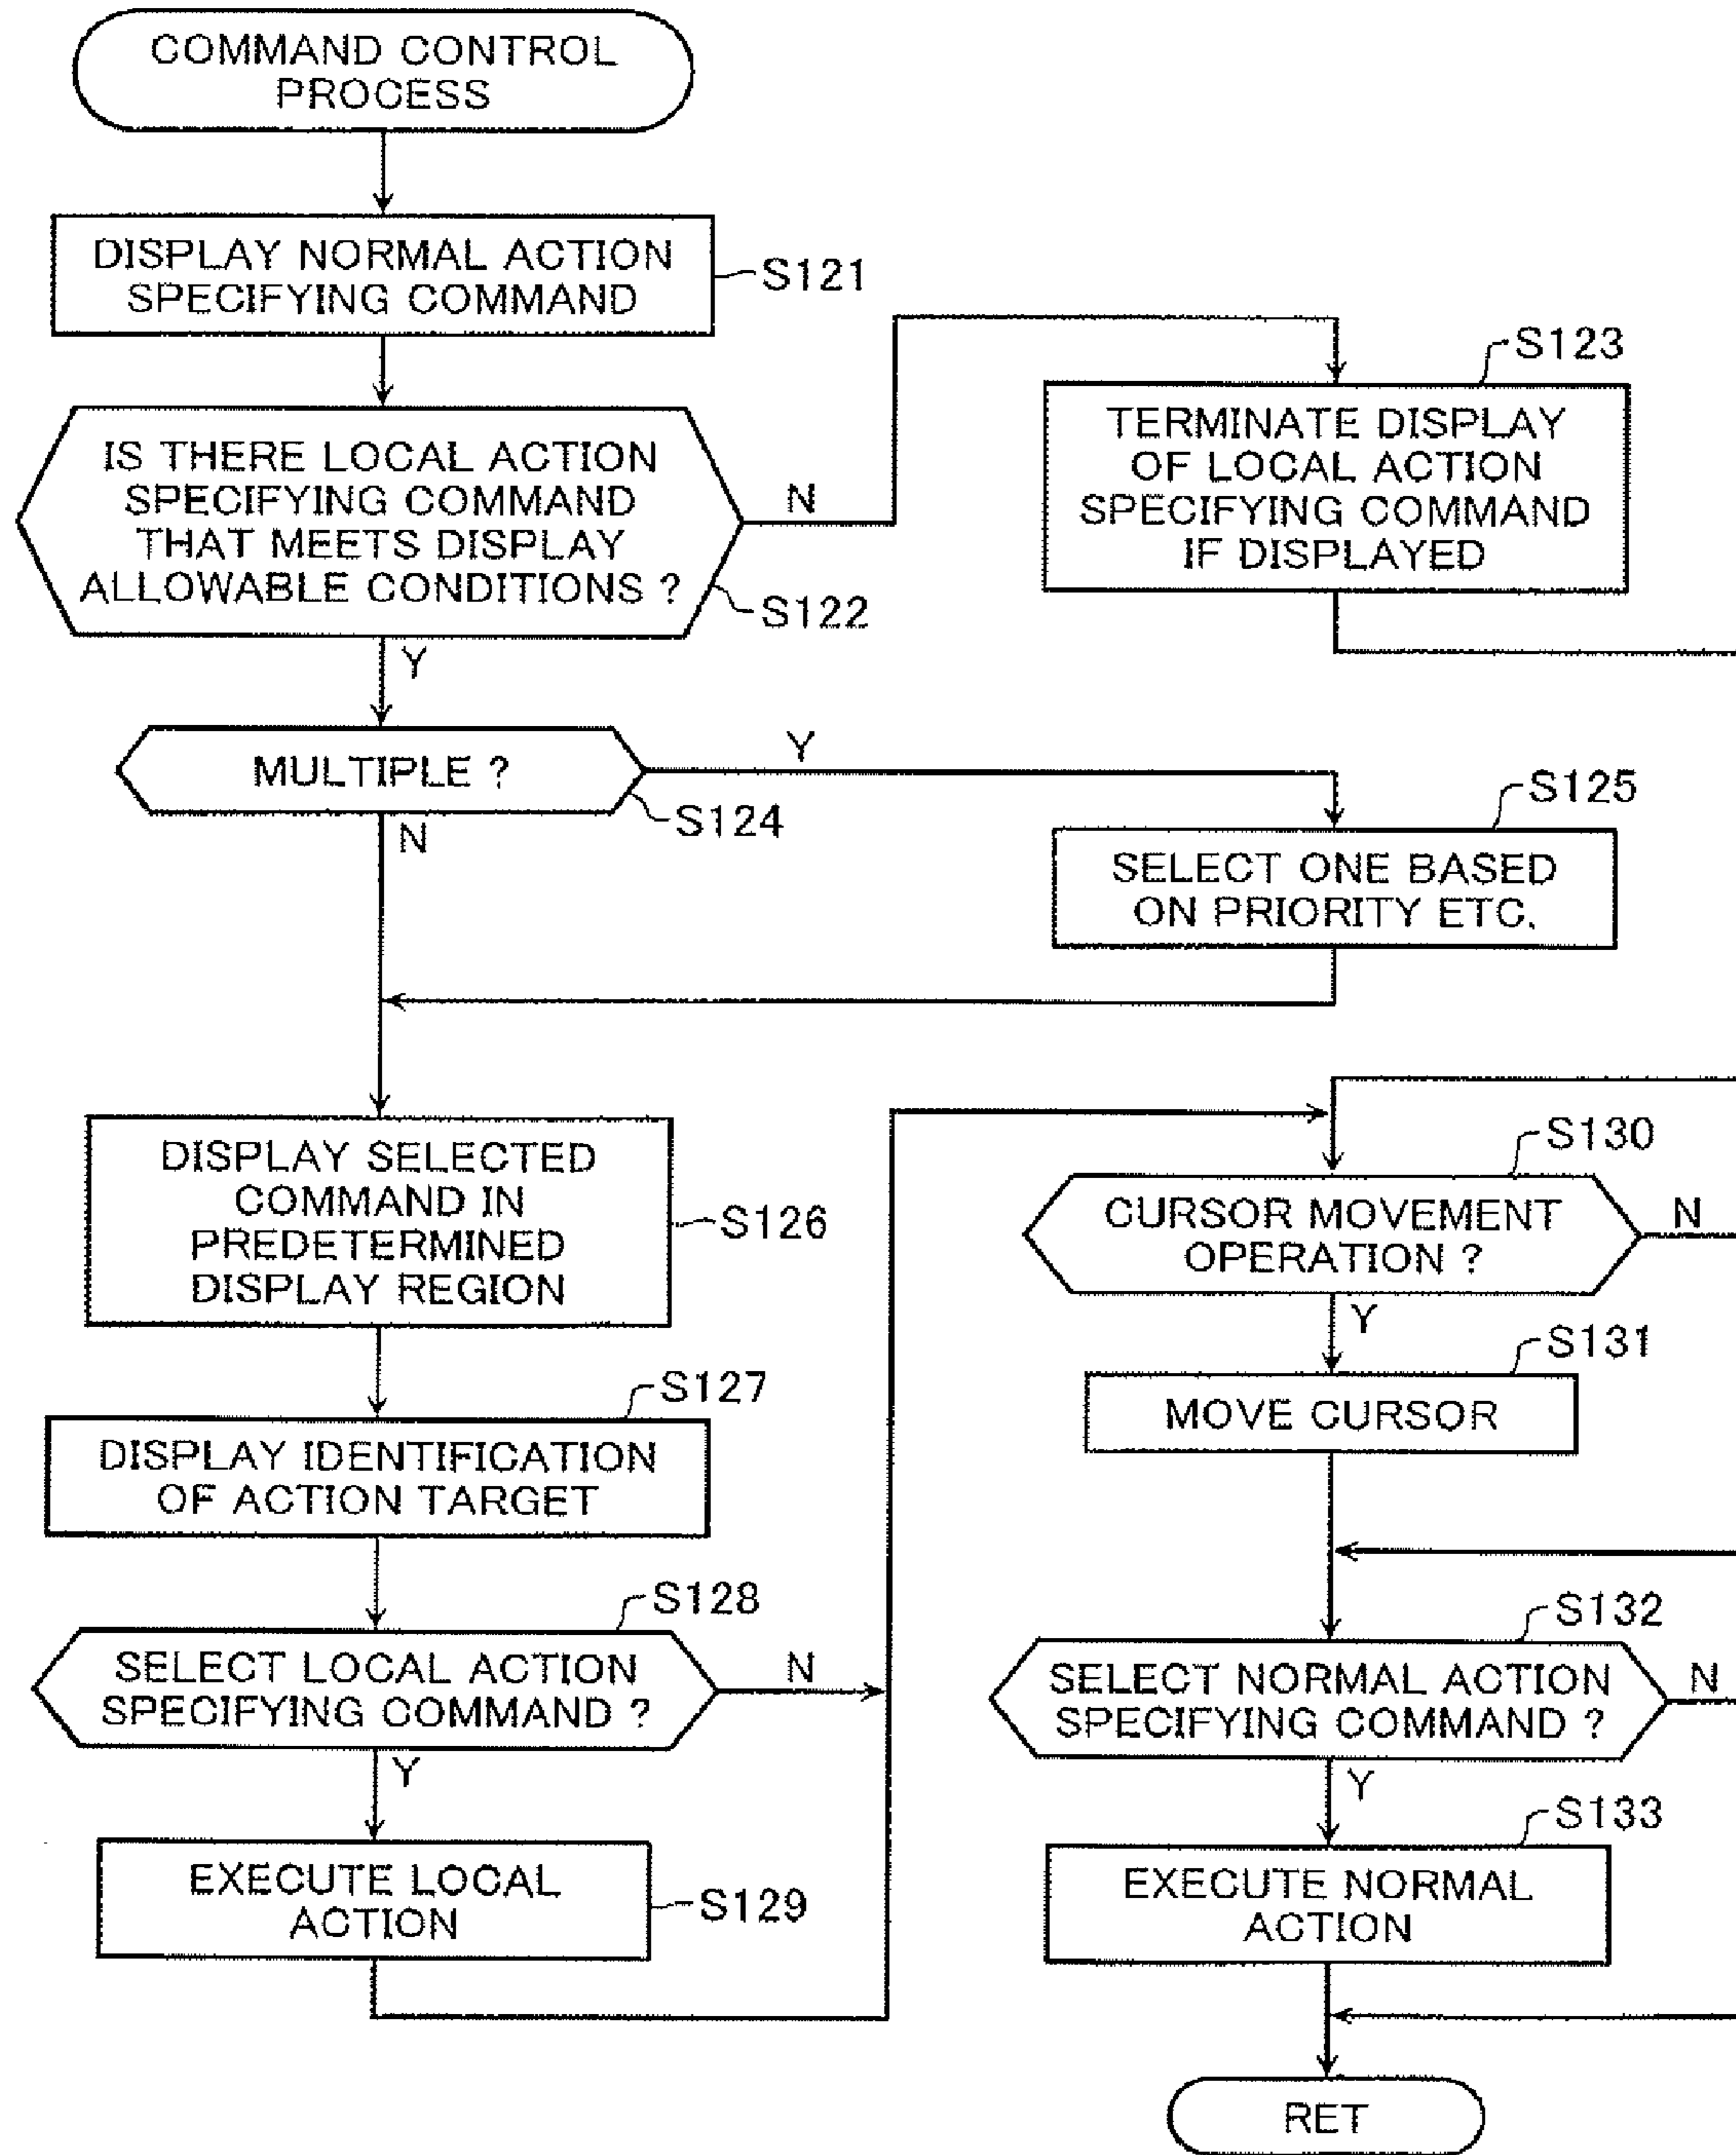 COMMAND CONTROL
PROCESS
DISPLAY NORMAL ACTION
SPECIFYING COMMAND
S121
IS THERE LOCAL ACTION
SPECIFYING COMMAND
THAT MEETS DISPLAY
ALLOWABLE CONDITIONS ?
S122
N
Y
S123
TERMINATE DISPLAY
OF LOCAL ACTION
SPECIFYING COMMAND
IF DISPLAYED
MULTIPLE ?
S124
Y
N
S125
SELECT ONE BASED
ON PRIORITY ETC.
DISPLAY SELECTED
COMMAND IN
PREDETERMINED
DISPLAY REGION
S126
S127
DISPLAY IDENTIFICATION
OF ACTION TARGET
S128
SELECT LOCAL ACTION
SPECIFYING COMMAND ?
N
Y
EXECUTE LOCAL
ACTION
S129
S130
CURSOR MOVEMENT
OPERATION ?
N
Y
S131
MOVE CURSOR
S132
SELECT NORMAL ACTION
SPECIFYING COMMAND ?
N
Y
S133
EXECUTE NORMAL
ACTION
RET